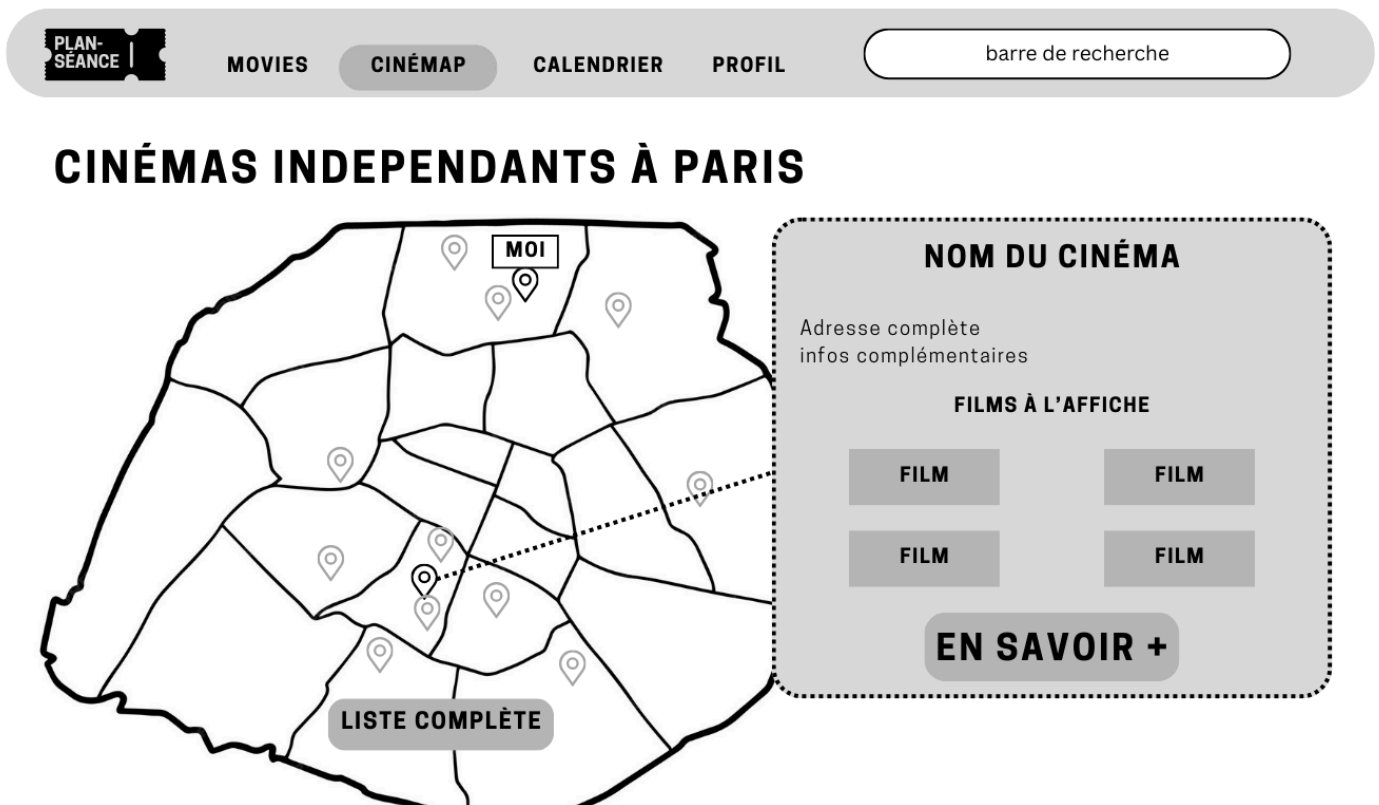 PLAN-
SÉANCE
MOVIES
CINÉMAP
CALENDRIER
PROFIL
barre de recherche
CINÉMAS INDEPENDANTS À PARIS
MOI
NOM DU CINÉMA
Adresse complète
infos complémentaires
FILMS À L'AFFICHE
FILM
FILM
FILM
FILM
EN SAVOIR +
LISTE COMPLÈTE